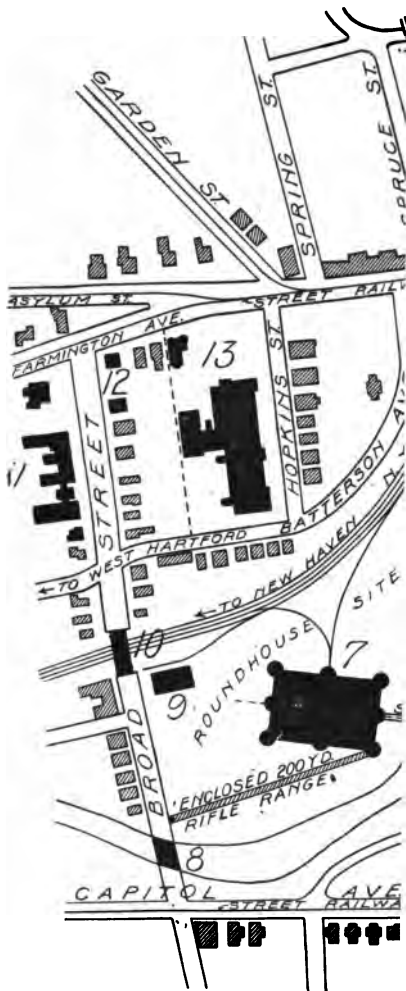 GARDEN ST.
SPRING ST.
SPRUCE ST.
ASYLUM ST.
STREET RAILW
FARMINGTON AVE.
13
12
HOPKINS ST.
BATTERSON AV
STREET
11
← TO WEST HARTFORD
← TO NEW HAVEN
N.Y.
10
ROUNDHOUSE SITE
7
9
BROAD
ENCLOSED 200 YD.
RIFLE RANGE.
8
CAPITOL AVE.
STREET RAILWA